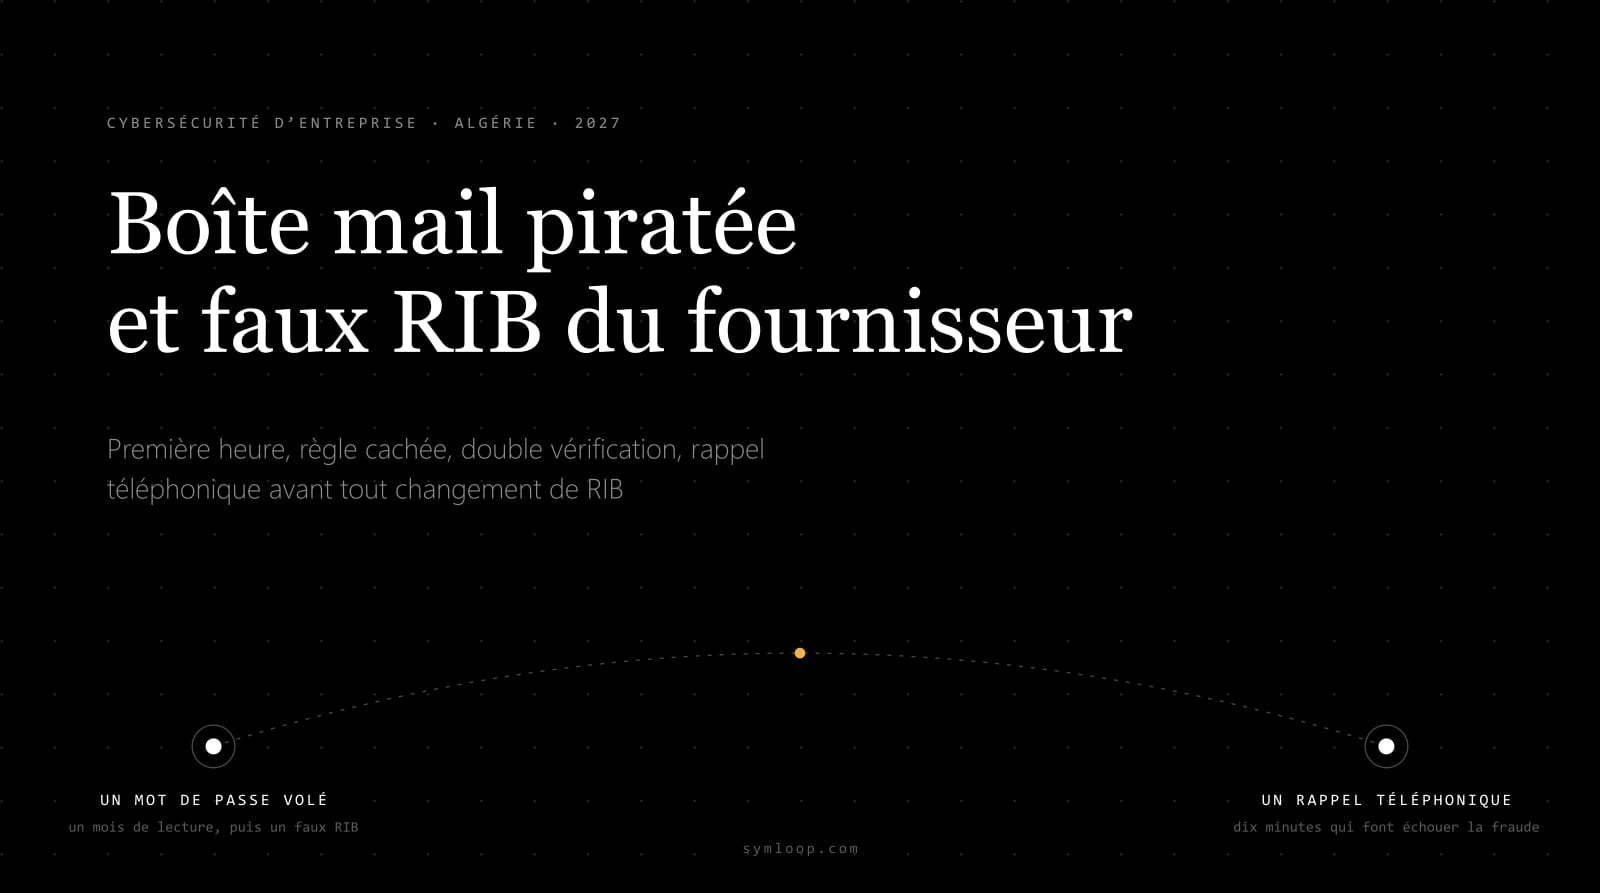 CYBERSÉCURITÉ D’ENTREPRISE · ALGÉRIE · 2027
Boîte mail piratée
et faux RIB du fournisseur
Première heure, règle cachée, double vérification, rappel
téléphonique avant tout changement de RIB
UN MOT DE PASSE VOLÉ
un mois de lecture, puis un faux RIB
UN RAPPEL TÉLÉPHONIQUE
dix minutes qui font échouer la fraude
symloop.com